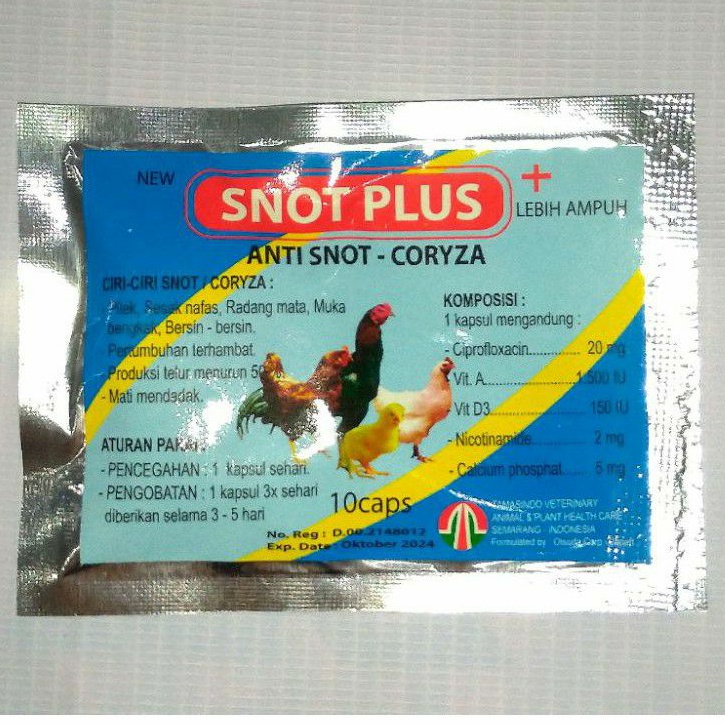 NEW
SNOT PLUS
+
LEBIH AMPUH
ANTI SNOT - CORYZA
CIRI-CIRI SNOT / CORYZA :
- Pilek, Sesak nafas, Radang mata, Muka
bengkak, Bersin - bersin.
- Pertumbuhan terhambat.
- Produksi telur menurun
- Mati mendadak.
ATURAN PAKAI :
- PENCEGAHAN : 1 kapsul sehari.
- PENGOBATAN : 1 kapsul 3x sehari
diberikan selama 3 - 5 hari
KOMPOSISI :
1 kapsul mengandung :
- Ciprofloxacin............. 20 mg
- Vit. A.......................1.500 IU
- Vit D3...................... 150 IU
- Nicotinamide............ 2 mg
- Calcium phosphat...... 5 mg
10caps
No. Reg : D.00.2148012
Exp. Date : Oktober 2024
TAMASINDO VETERINARY
ANIMAL & PLANT HEALTH CARE
SEMARANG INDONESIA
Formulated by